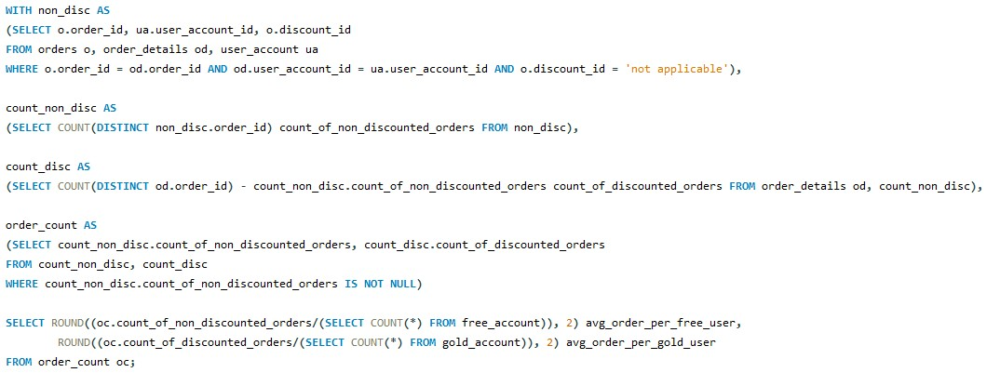 WITH non_disc AS
(SELECT o.order_id, ua.user_account_id, o.discount_id
FROM orders o, order_details od, user_account ua
WHERE o.order_id = od.order_id AND od.user_account_id = ua.user_account_id AND o.discount_id = 'not applicable'),
count_non_disc AS
(SELECT COUNT(DISTINCT non_disc.order_id) count_of_non_discounted_orders FROM non_disc),
count_disc AS
(SELECT COUNT(DISTINCT od.order_id) - count_non_disc.count_of_non_discounted_orders count_of_discounted_orders FROM order_details od, count_non_disc),
order_count AS
(SELECT count_non_disc.count_of_non_discounted_orders, count_disc.count_of_discounted_orders
FROM count_non_disc, count_disc
WHERE count_non_disc.count_of_non_discounted_orders IS NOT NULL)
SELECT ROUND((oc.count_of_non_discounted_orders/(SELECT COUNT(*) FROM free_account)), 2) avg_order_per_free_user,
ROUND((oc.count_of_discounted_orders/(SELECT COUNT(*) FROM gold_account)), 2) avg_order_per_gold_user
FROM order_count oc;